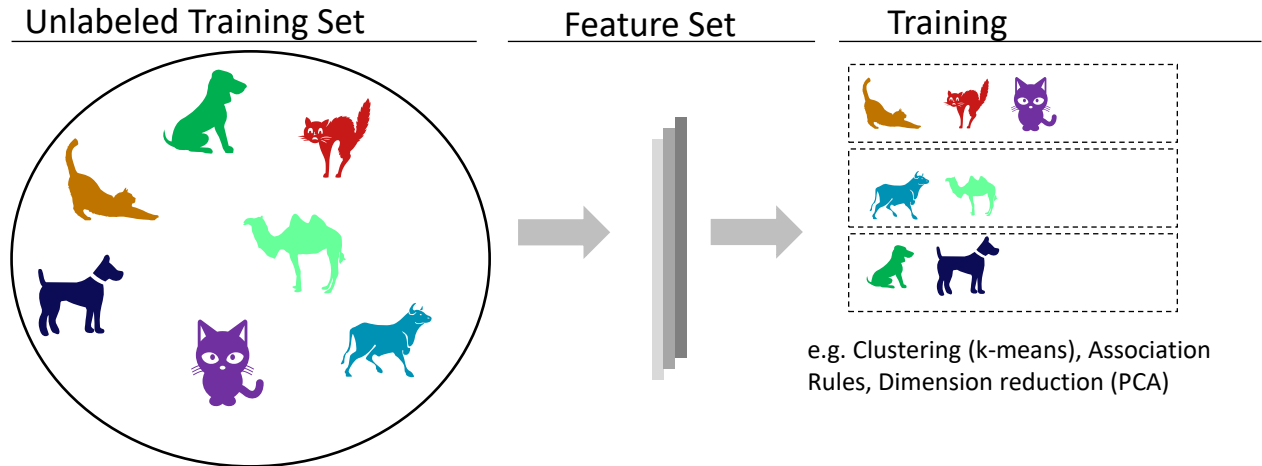 Unlabeled Training Set
Feature Set
Training
e.g. Clustering (k-means), Association
Rules, Dimension reduction (PCA)